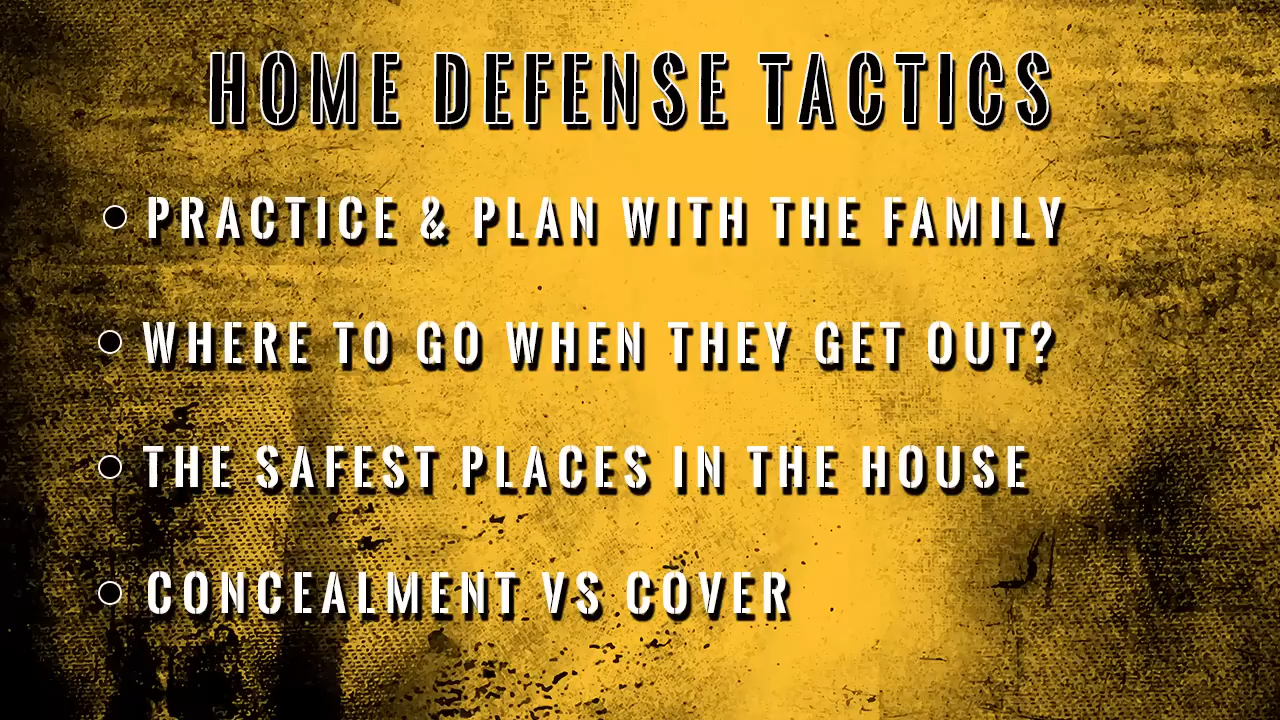 HOME DEFENSE TACTICS
PRACTICE & PLAN WITH THE FAMILY
WHERE TO GO WHEN THEY GET OUT?
THE SAFEST PLACES IN THE HOUSE
CONCEALMENT VS COVER